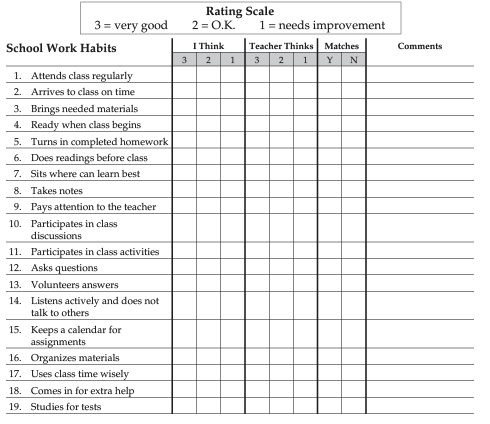 Rating Scale
3 = very good 2 = O.K. 1 = needs improvement
School Work Habits I Think Teacher Thinks Matches Comments
3 2 1 3 2 1 Y N
1. Attends class regularly
2. Arrives to class on time
3. Brings needed materials
4. Ready when class begins
5. Turns in completed homework
6. Does readings before class
7. Sits where can learn best
8. Takes notes
9. Pays attention to the teacher
10. Participates in class
discussions
11. Participates in class activities
12. Asks questions
13. Volunteers answers
14. Listens actively and does not
talk to others
15. Keeps a calendar for
assignments
16. Organizes materials
17. Uses class time wisely
18. Comes in for extra help
19. Studies for tests